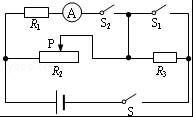 R₁ A S₂ S₁
P
R₂ R₃
S